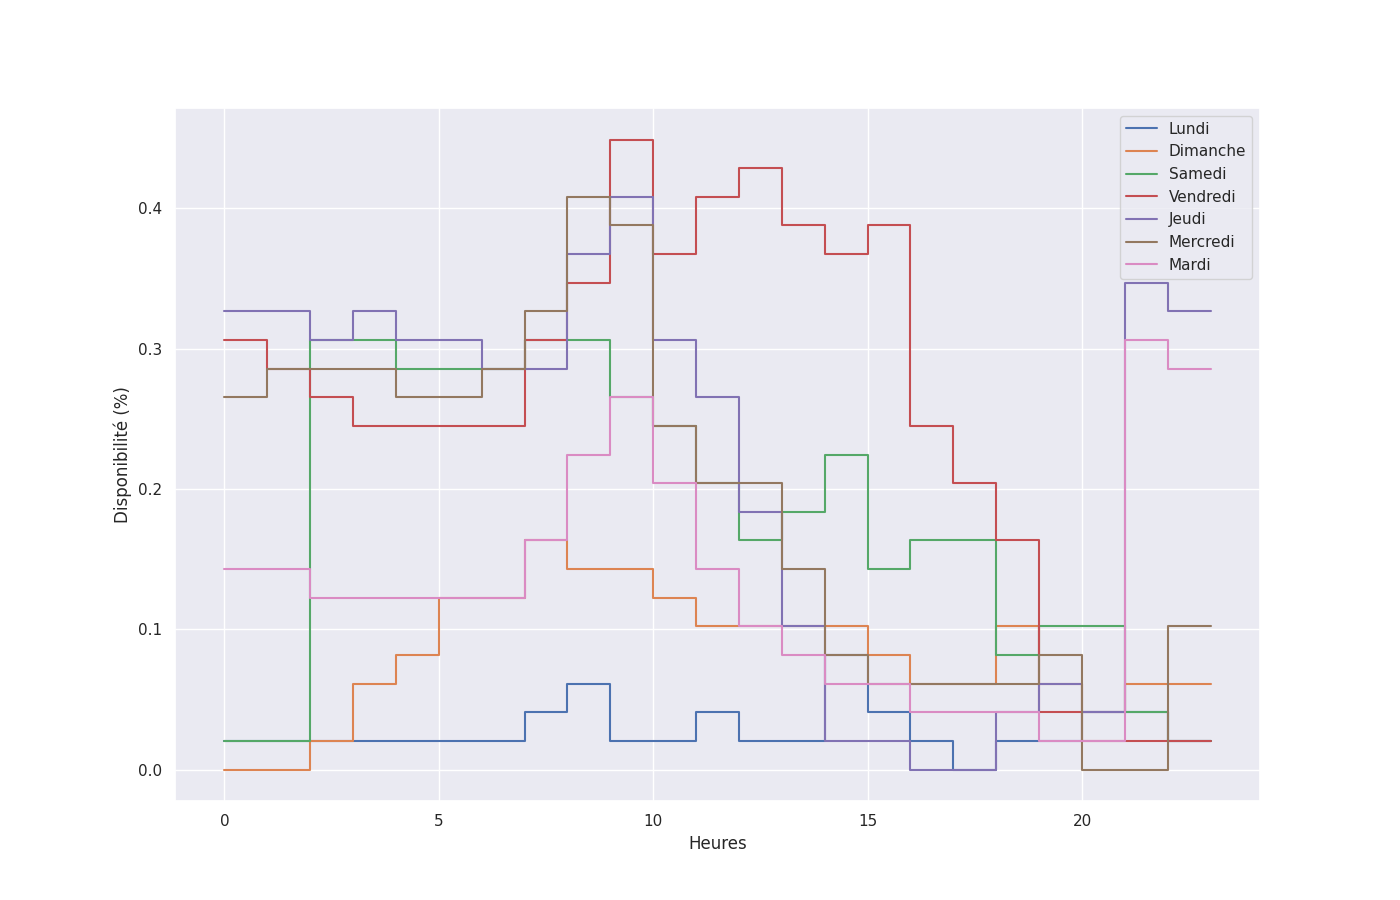 Lundi
Dimanche
Samedi
Vendredi
Jeudi
Mercredi
Mardi
0.4
0.3
0.2
0.1
0.0
Disponibilité (%)
0 5 10 15 20
Heures